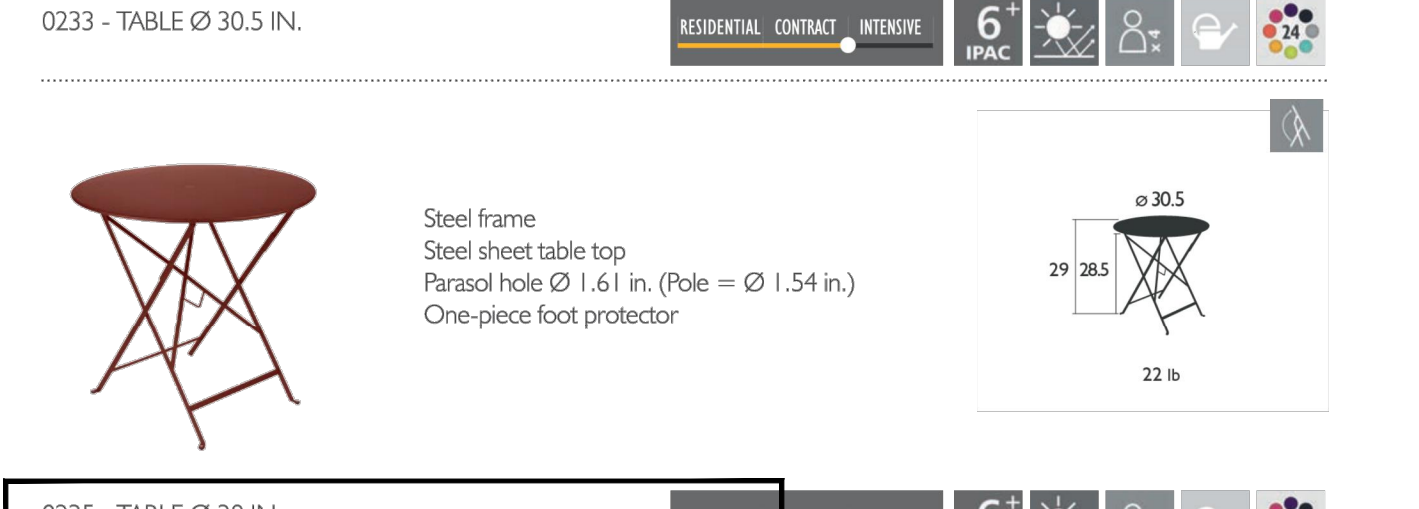 0233 - TABLE Ø 30.5 IN.
RESIDENTIAL CONTRACT INTENSIVE
6+
IPAC
x 4
24
Steel frame
Steel sheet table top
Parasol hole Ø 1.61 in. (Pole = Ø 1.54 in.)
One-piece foot protector
ø 30.5
29 28.5
22 lb